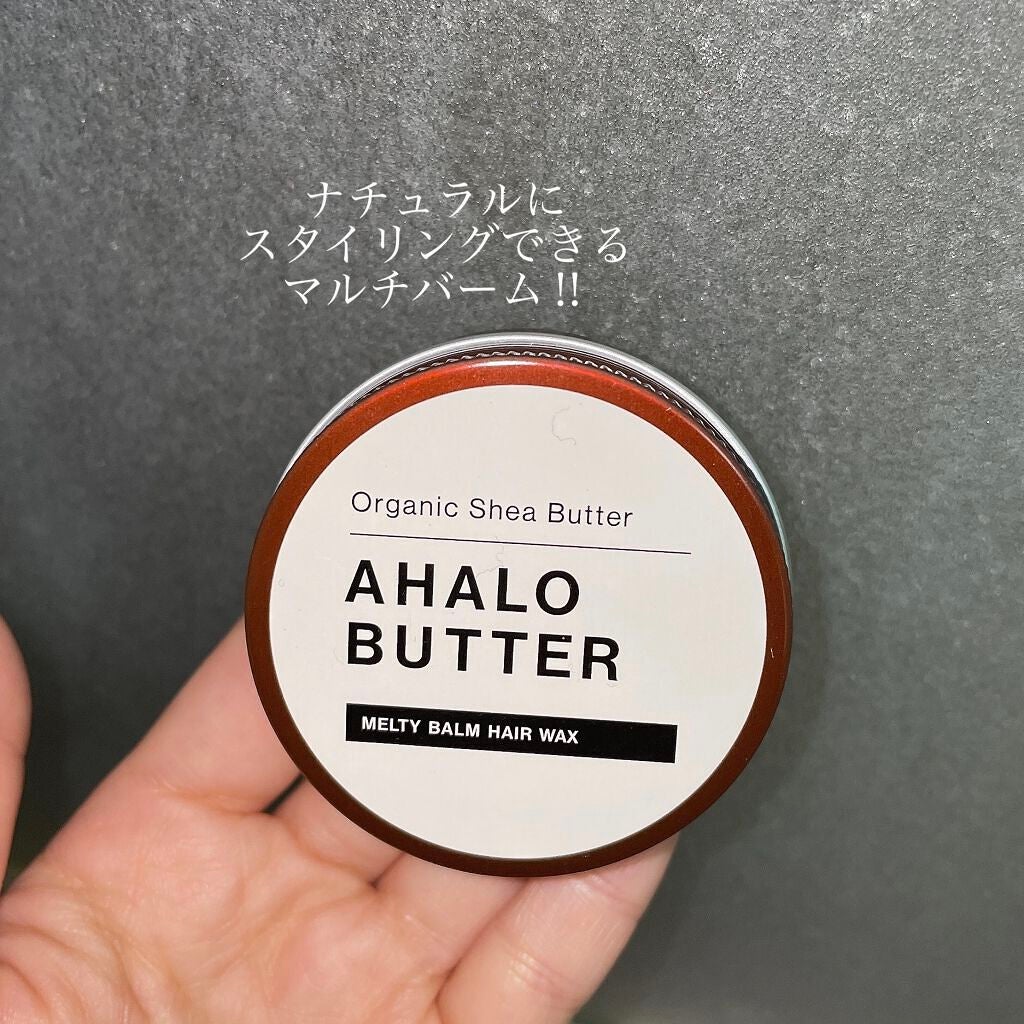 ナチュラルに
スタイリングできる
マルチバーム!!
Organic Shea Butter
AHALO
BUTTER
MELTY BALM HAIR WAX